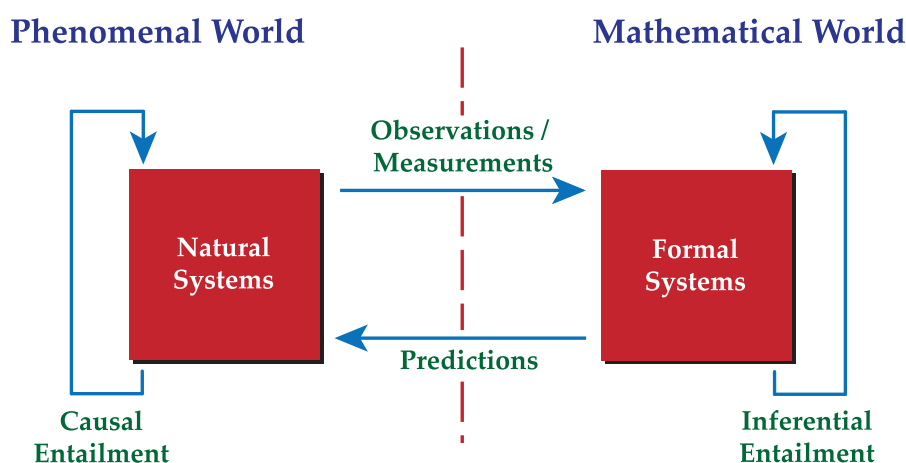 Phenomenal World
Mathematical World
Observations /
Measurements
Natural
Systems
Formal
Systems
Predictions
Causal
Entailment
Inferential
Entailment